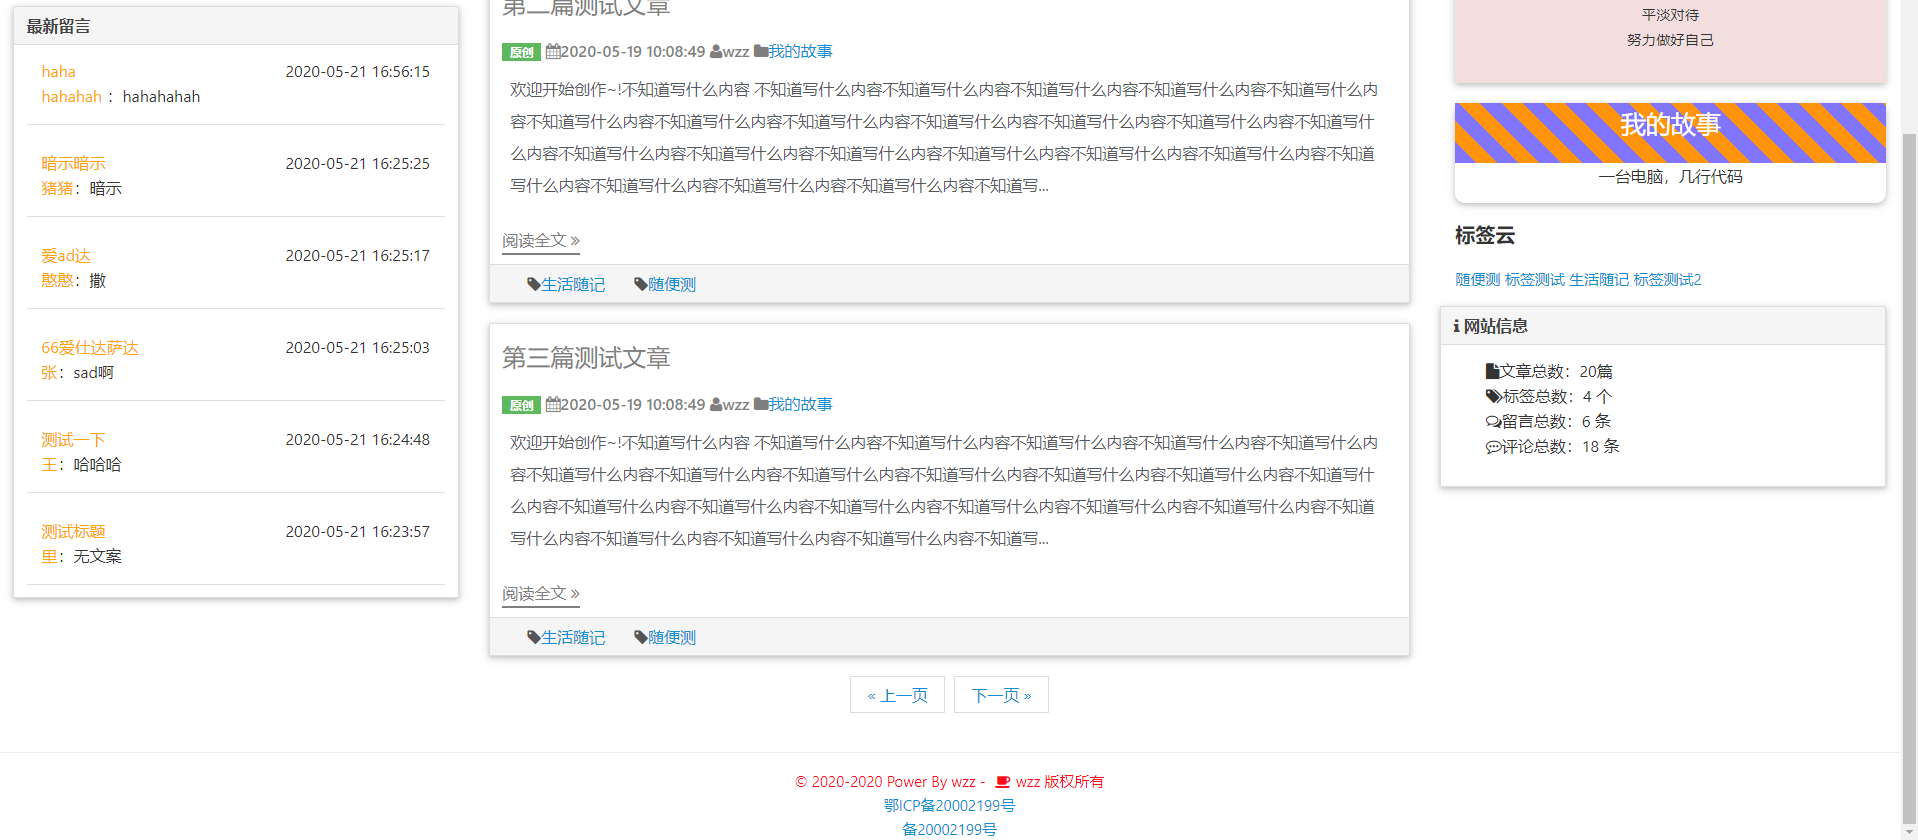 最新留言
haha 2020-05-21 16:56:15
hahahah : hahahahah
暗示暗示 2020-05-21 16:25:25
猪猪：暗示
爱ad达 2020-05-21 16:25:17
憨憨：撒
66爱仕达萨达 2020-05-21 16:25:03
张：sad啊
测试一下 2020-05-21 16:24:48
王：哈哈哈
测试标题 2020-05-21 16:23:57
里：无文案
第二篇测试文章
原创 2020-05-19 10:08:49 wzz 我的故事
欢迎开始创作~!不知道写什么内容 不知道写什么内容不知道写什么内容不知道写什么内容不知道写什么内容不知道写什么内
容不知道写什么内容不知道写什么内容不知道写什么内容不知道写什么内容不知道写什么内容不知道写什么内容不知道写什
么内容不知道写什么内容不知道写什么内容不知道写什么内容不知道写什么内容不知道写什么内容不知道写什么内容不知道
写什么内容不知道写什么内容不知道写什么内容不知道写什么内容不知道写...
阅读全文 »
生活随记 随便测
第三篇测试文章
原创 2020-05-19 10:08:49 wzz 我的故事
欢迎开始创作~!不知道写什么内容 不知道写什么内容不知道写什么内容不知道写什么内容不知道写什么内容不知道写什么内
容不知道写什么内容不知道写什么内容不知道写什么内容不知道写什么内容不知道写什么内容不知道写什么内容不知道写什
么内容不知道写什么内容不知道写什么内容不知道写什么内容不知道写什么内容不知道写什么内容不知道写什么内容不知道
写什么内容不知道写什么内容不知道写什么内容不知道写什么内容不知道写...
阅读全文 »
生活随记 随便测
« 上一页 下一页 »
平淡对待
努力做好自己
我的故事
一台电脑，几行代码
标签云
随便测 标签测试 生活随记 标签测试2
网站信息
文章总数：20篇
标签总数：4 个
留言总数：6 条
评论总数：18 条
© 2020-2020 Power By wzz - wzz 版权所有
鄂ICP备20002199号
备20002199号